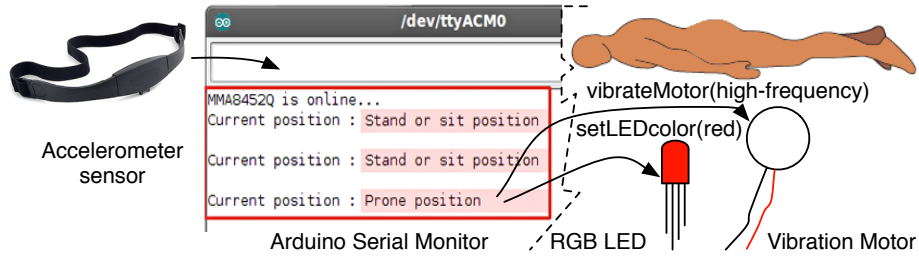 /dev/ttyACM0
MMA8452Q is online...
Current position : Stand or sit position
Current position : Stand or sit position
Current position : Prone position
Accelerometer
sensor
Arduino Serial Monitor
vibrateMotor(high-frequency)
setLEDcolor(red)
RGB LED
Vibration Motor